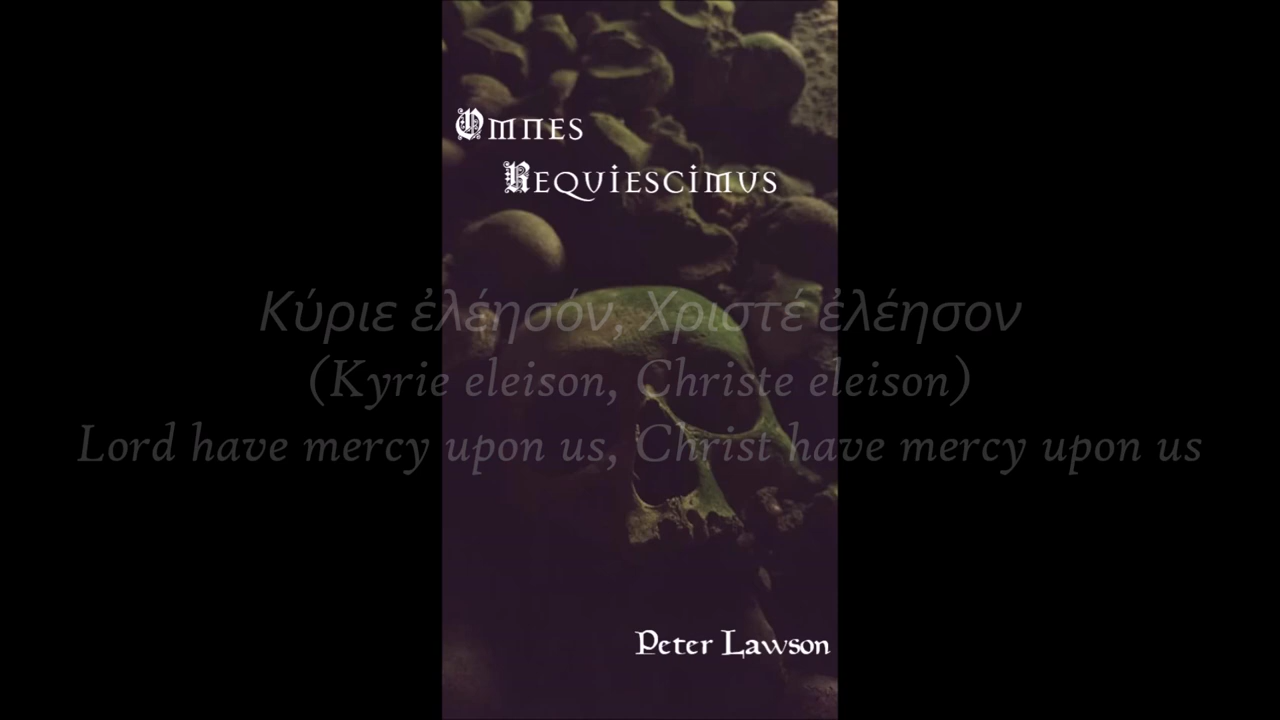 Omnes
Requiescimus
Κύριε ἐλέησόν, Χριστέ ἐλέησον
(Kyrie eleison, Christe eleison)
Lord have mercy upon us, Christ have mercy upon us
Peter Lawson